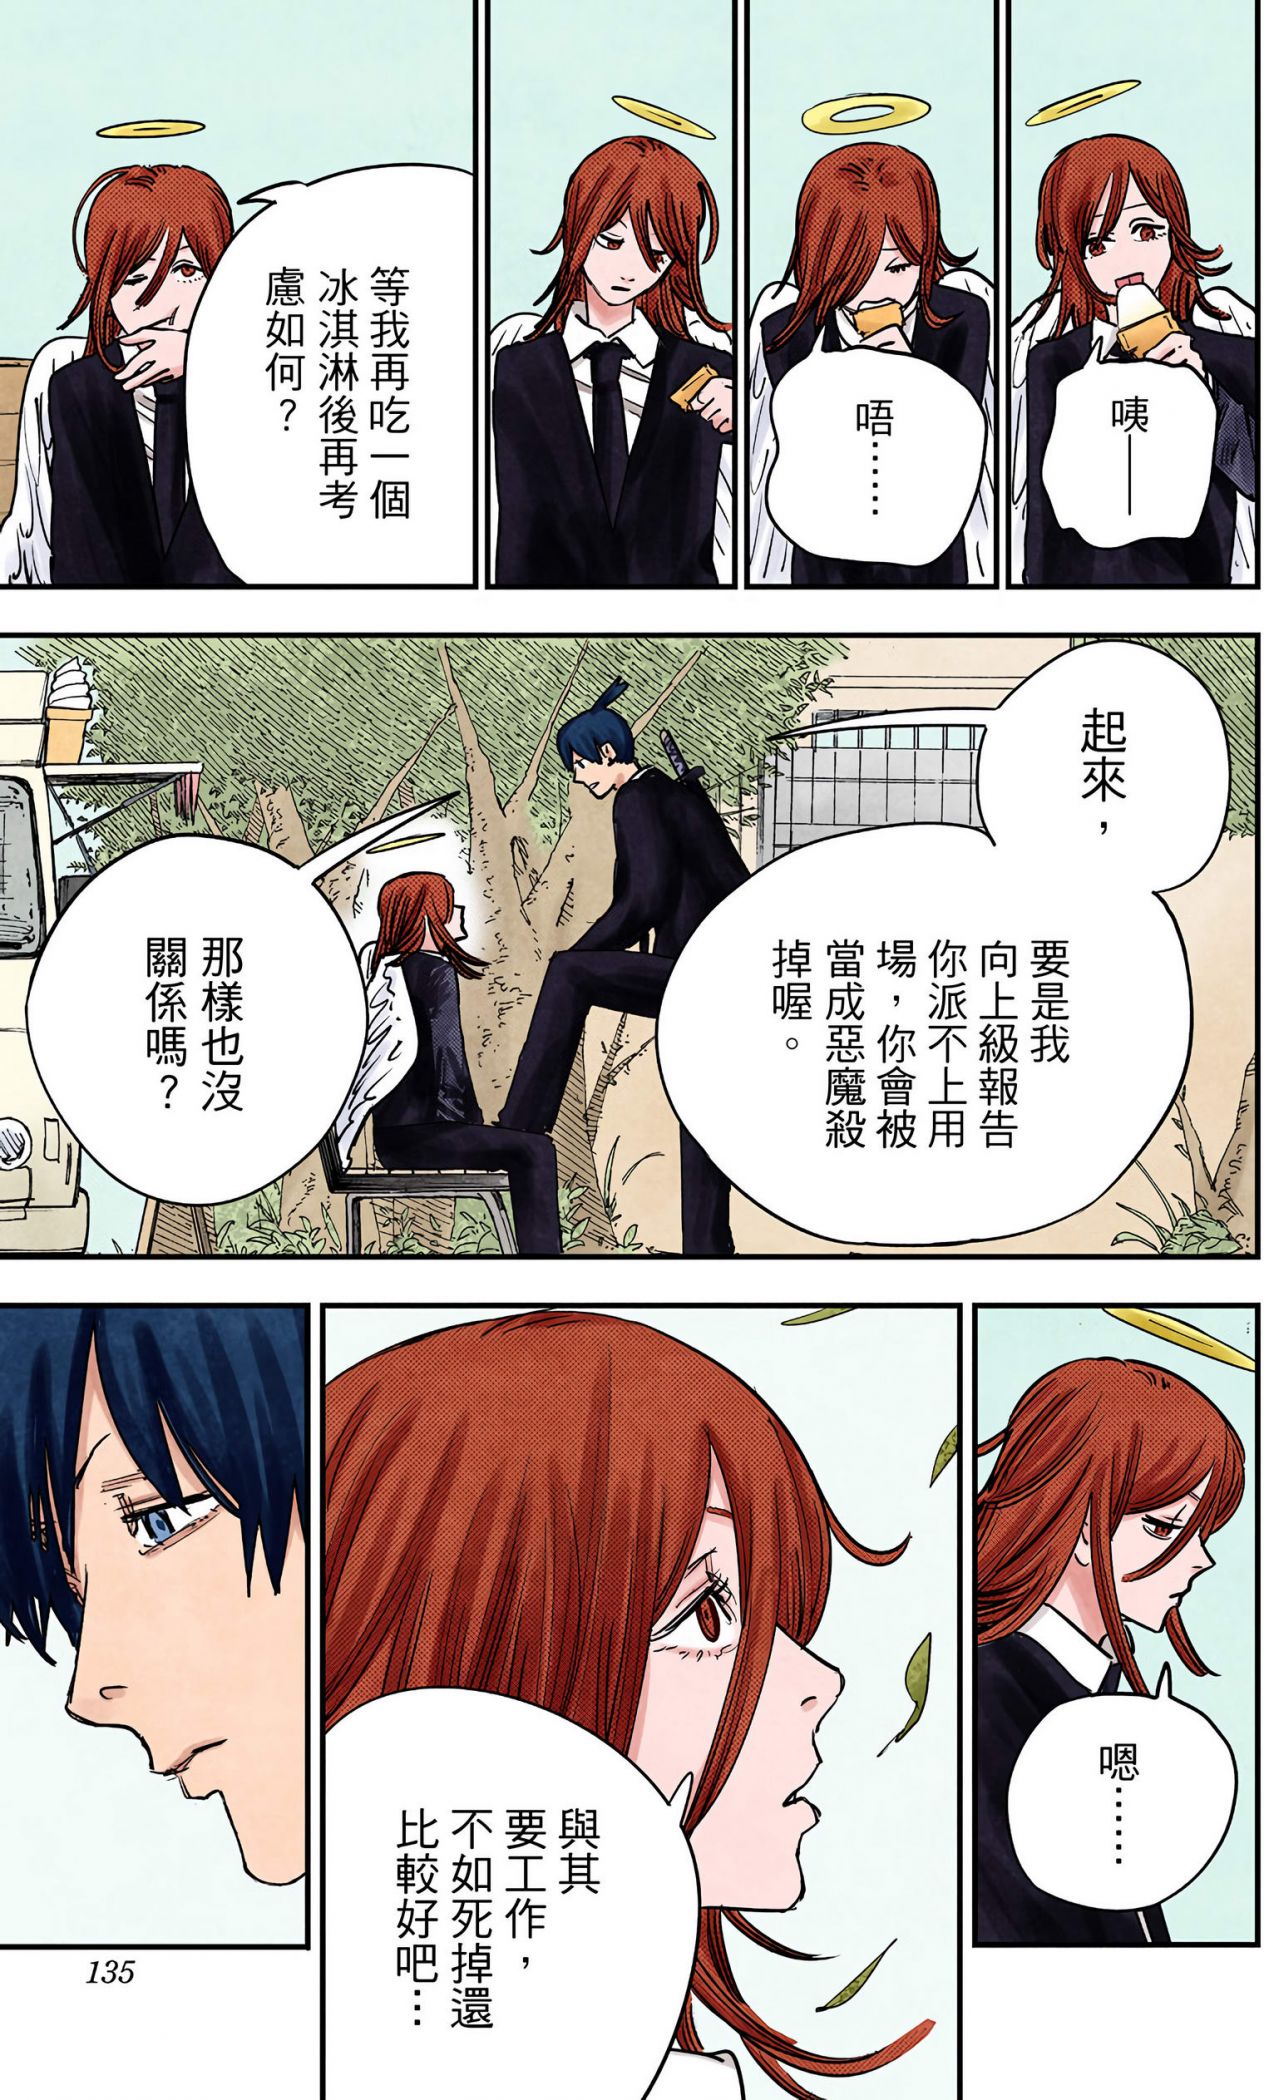 咦──
唔……
等我再吃一個
冰淇淋後再考
慮如何？
起來，
要是我
向上級報告
你派不上用
場，你會被
當成惡魔殺
掉喔。
那樣也沒
關係嗎？
嗯……
與其
要工作，
不如死掉還
比較好吧…
135